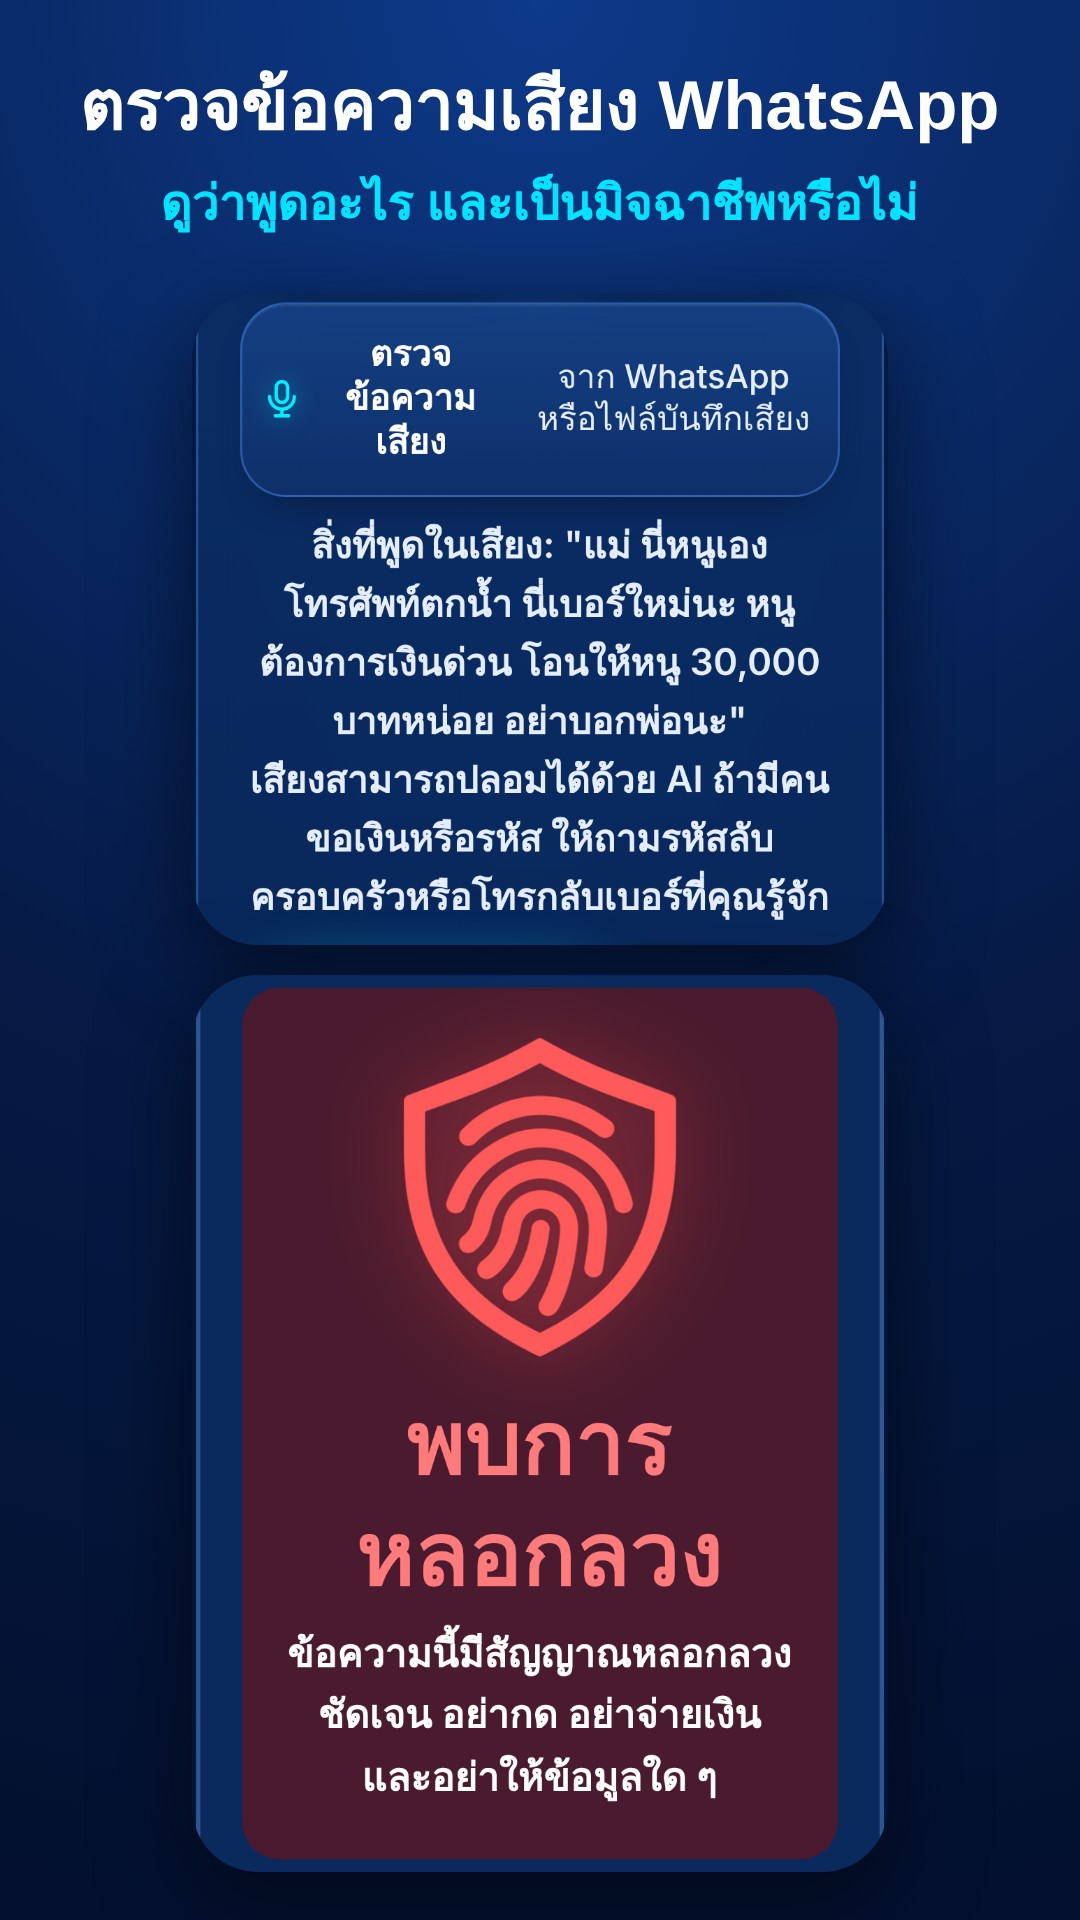 ตรวจข้อความเสียง WhatsApp
ดูว่าพูดอะไร และเป็นมิจฉาชีพหรือไม่
ตรวจ
ข้อความ
เสียง
จาก WhatsApp
หรือไฟล์บันทึกเสียง
สิ่งที่พูดในเสียง: "แม่ นี่หนูเอง
โทรศัพท์ตกน้ำ นี่เบอร์ใหม่นะ หนู
ต้องการเงินด่วน โอนให้หนู 30,000
บาทหน่อย อย่าบอกพ่อนะ"
เสียงสามารถปลอมได้ด้วย AI ถ้ามีคน
ขอเงินหรือรหัส ให้ถามรหัสลับ
ครอบครัวหรือโทรกลับเบอร์ที่คุณรู้จัก
พบการ
หลอกลวง
ข้อความนี้มีสัญญาณหลอกลวง
ชัดเจน อย่ากด อย่าจ่ายเงิน
และอย่าให้ข้อมูลใด ๆ